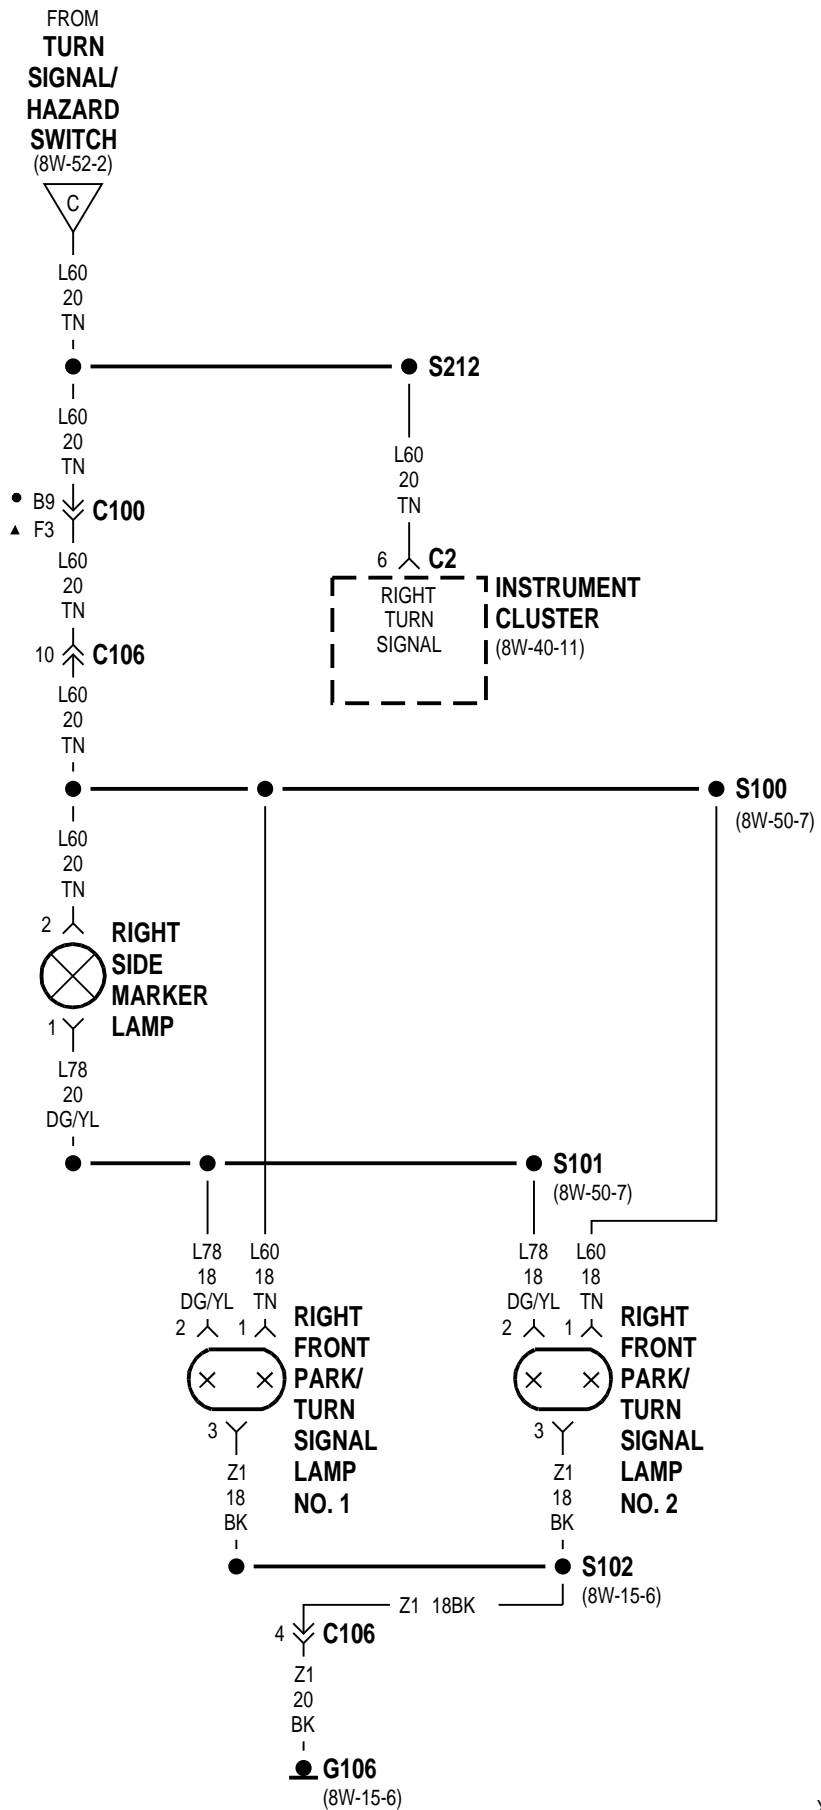 FROM
TURN
SIGNAL/
HAZARD
SWITCH
(8W-52-2)
C
L60
20
TN
S212
L60
20
TN
B9
F3
C100
L60
20
TN
6
C2
RIGHT
TURN
SIGNAL
INSTRUMENT
CLUSTER
(8W-40-11)
L60
20
TN
10
C106
L60
20
TN
S100
(8W-50-7)
L60
20
TN
2
RIGHT
SIDE
MARKER
LAMP
1
L78
20
DG/YL
S101
(8W-50-7)
L78
18
DG/YL
2
L60
18
TN
1
RIGHT
FRONT
PARK/
TURN
SIGNAL
LAMP
NO. 1
3
Z1
18
BK
L78
18
DG/YL
2
L60
18
TN
1
RIGHT
FRONT
PARK/
TURN
SIGNAL
LAMP
NO. 2
3
Z1
18
BK
S102
(8W-15-6)
Z1 18BK
4
C106
Z1
20
BK
G106
(8W-15-6)